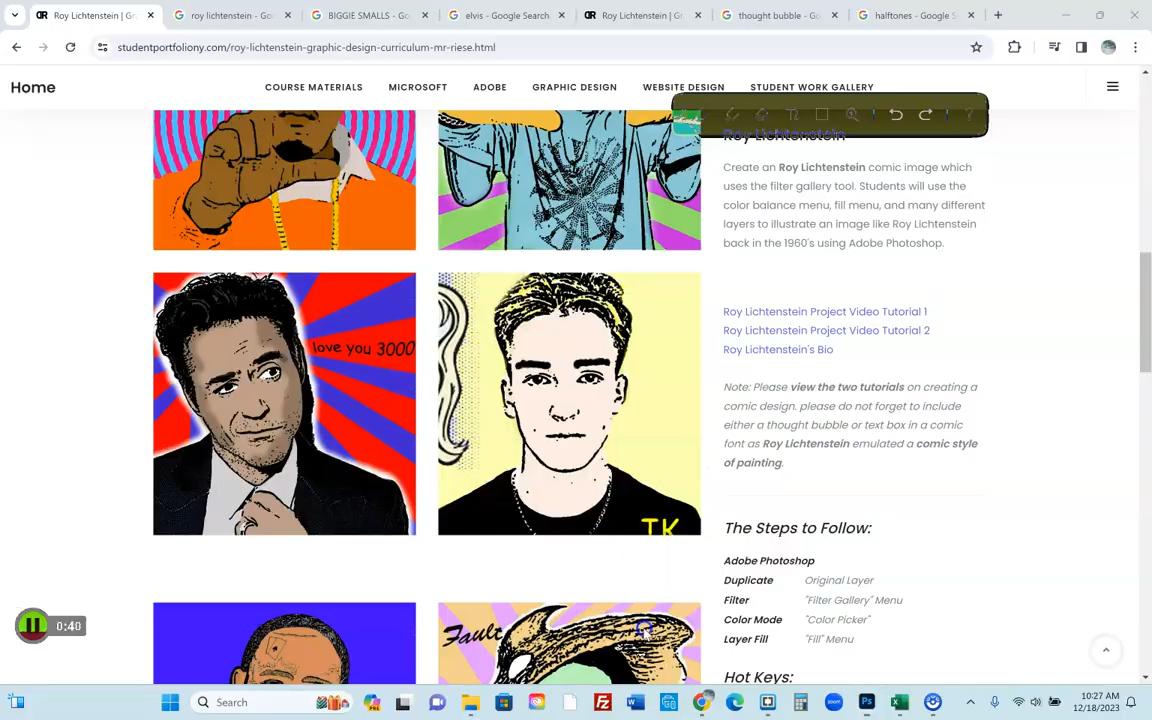 Roy Lichtenstein | Gr
roy lichtenstein - Goo
BIGGIE SMALLS - Go
elvis - Google Search
Roy Lichtenstein | Gr
thought bubble - Goo
halftones - Google S
studentportfoliony.com/roy-lichtenstein-graphic-design-curriculum-mr-riese.html
Home
COURSE MATERIALS
MICROSOFT
ADOBE
GRAPHIC DESIGN
WEBSITE DESIGN
STUDENT WORK GALLERY
Roy Lichtenstein
Create an Roy Lichtenstein comic image which
uses the filter gallery tool. Students will use the
color balance menu, fill menu, and many different
layers to illustrate an image like Roy Lichtenstein
back in the 1960's using Adobe Photoshop.
Roy Lichtenstein Project Video Tutorial 1
Roy Lichtenstein Project Video Tutorial 2
Roy Lichtenstein's Bio
love you 3000
Note: Please view the two tutorials on creating a
comic design. please do not forget to include
either a thought bubble or text box in a comic
font as Roy Lichtenstein emulated a comic style
of painting.
TK
The Steps to Follow:
Adobe Photoshop
Duplicate Original Layer
Filter "Filter Gallery" Menu
Color Mode "Color Picker"
Layer Fill "Fill" Menu
Hot Keys:
Fault
0:40
Search
10:27 AM
12/18/2023